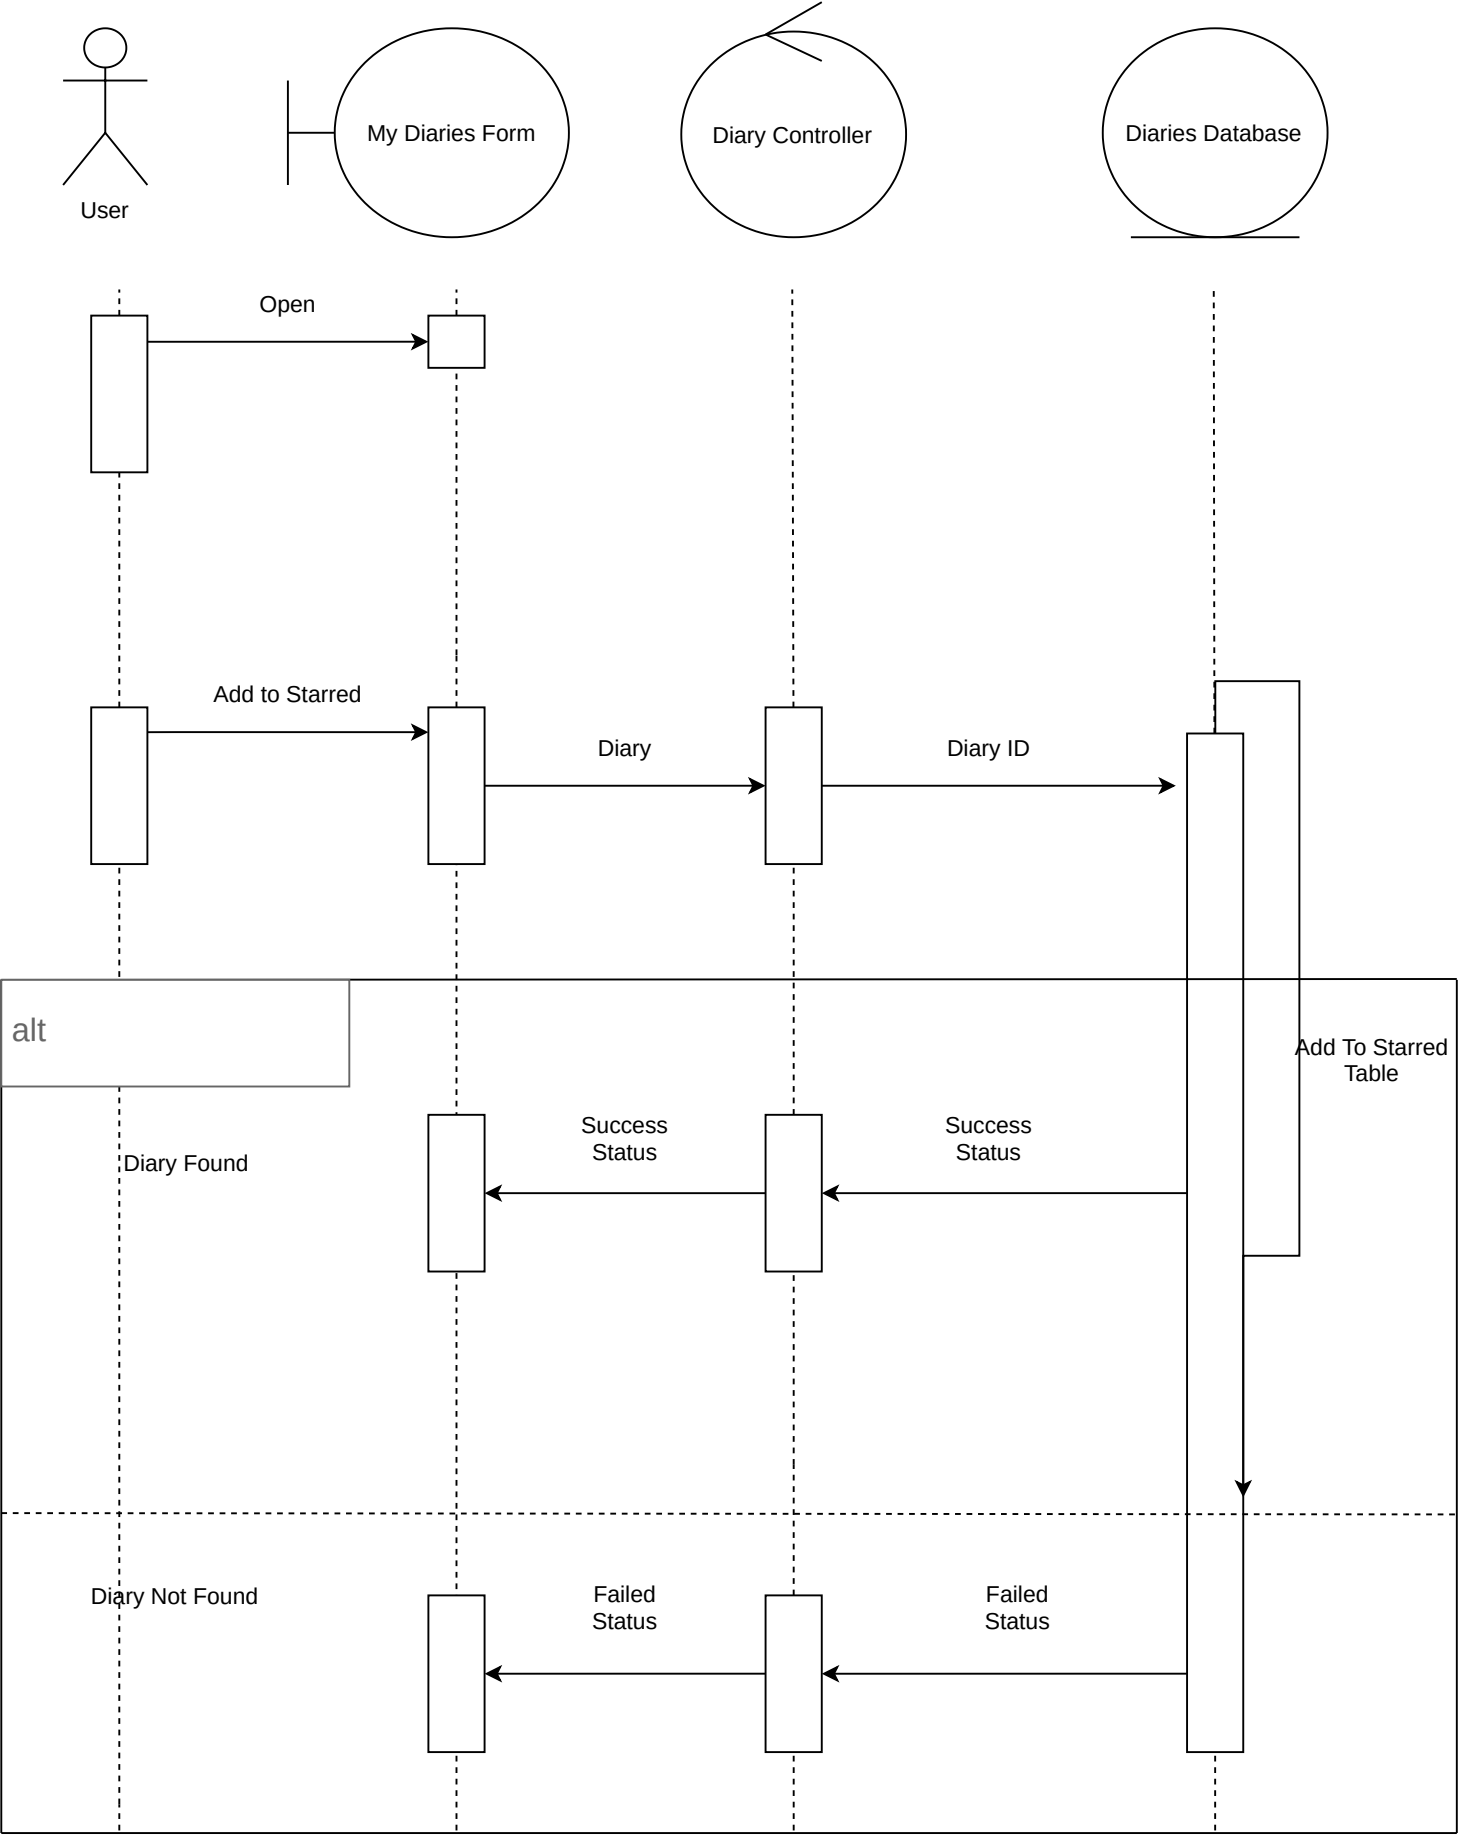 My Diaries Form
Diary Controller
Diaries Database
User
Open
Add to Starred
Diary
Diary ID
alt
Add To Starred
Table
Success
Status
Success
Status
Diary Found
Failed
Status
Failed
Status
Diary Not Found